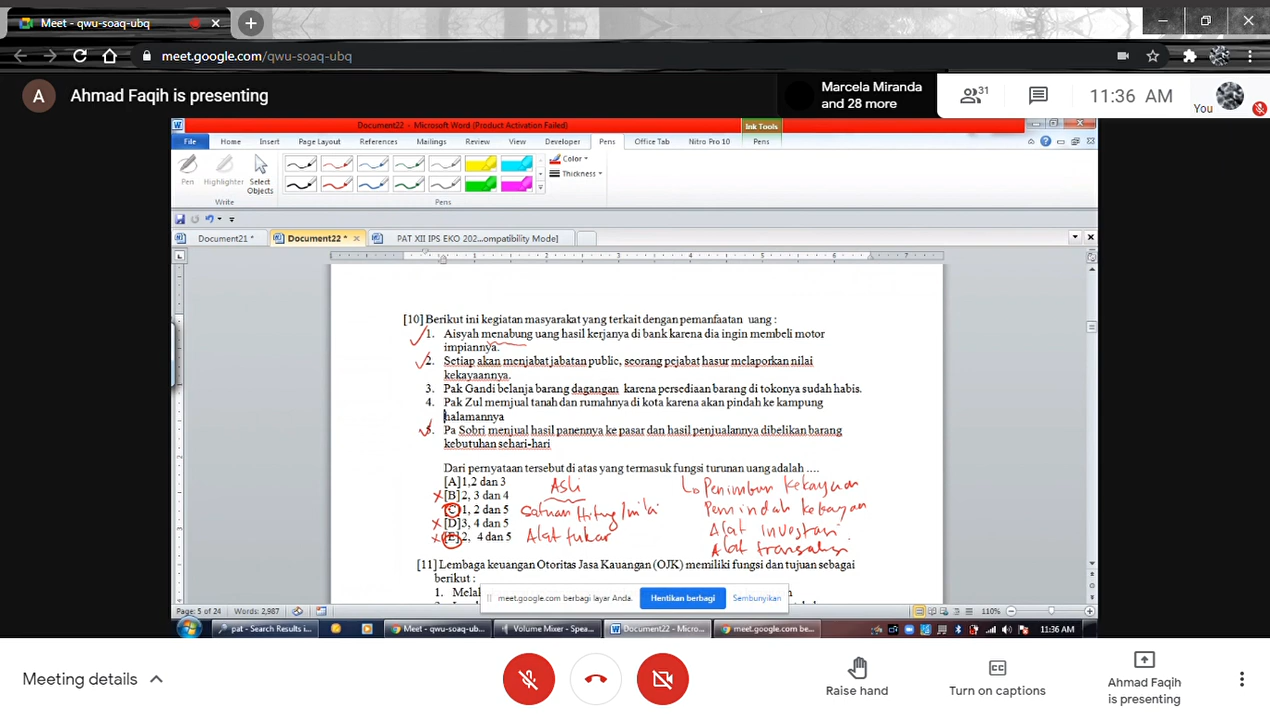 Meet - qwu-soaq-ubq
meet.google.com/qwu-soaq-ubq
A Ahmad Faqih is presenting
Marcela Miranda
and 28 more
31
11:36 AM
You
Document22 - Microsoft Word (Product Activation Failed)
Ink Tools
File Home Insert Page Layout References Mailings Review View Developer Pens Office Tab Nitro Pro 10 Pens
Pen Highlighter Select Objects
Color
Thickness
Write Pens
Document21 * Document22 * PAT XII IPS EKO 202...ompatibility Mode]
1 2 3 4 5 6 7
[10] Berikut ini kegiatan masyarakat yang terkait dengan pemanfaatan uang :
1. Aisyah menabung uang hasil kerjanya di bank karena dia ingin membeli motor
impiannya.
2. Setiap akan menjabat jabatan public, seorang pejabat hasur melaporkan nilai
kekayaannya.
3. Pak Gandi belanja barang dagangan karena persediaan barang di tokonya sudah habis.
4. Pak Zul memjual tanah dan rumahnya di kota karena akan pindah ke kampung
halamannya
5. Pa Sobri menjual hasil panennya ke pasar dan hasil penjualannya dibelikan barang
kebutuhan sehari-hari
Dari pernyataan tersebut di atas yang termasuk fungsi turunan uang adalah ....
[A]1,2 dan 3
[B]2, 3 dan 4
[C]1, 2 dan 5
[D]3, 4 dan 5
[E]2, 4 dan 5
Asli
Satuan Hitung/nilai
Alat tukar
Penimbun kekayaan
Pemindah kekayaan
Alat investasi
Alat transaksi
[11] Lembaga keuangan Otoritas Jasa Kauangan (OJK) memiliki fungsi dan tujuan sebagai
berikut :
1.
meet.google.com berbagi layar Anda. Hentikan berbagi Sembunyikan
Page: 5 of 24 Words: 2,987 110%
pat - Search Results i... Meet - qwu-soaq-ub... Volume Mixer - Spea... Document22 - Micro... meet.google.com be... 11:36 AM
Meeting details
Raise hand
Turn on captions
Ahmad Faqih
is presenting